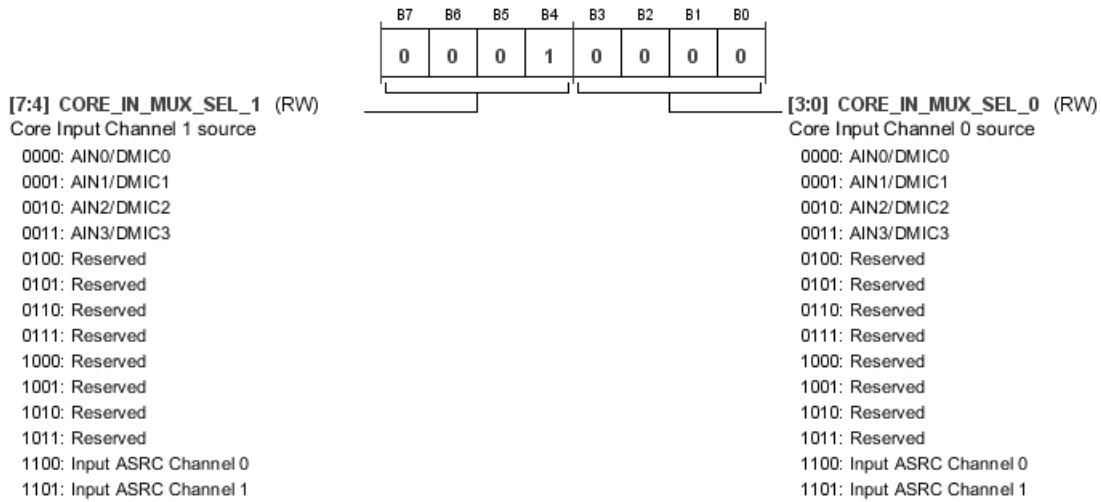 B7 B6 B5 B4 B3 B2 B1 B0
0 0 0 1 0 0 0 0
[7:4] CORE_IN_MUX_SEL_1 (RW)
Core Input Channel 1 source
0000: AIN0/DMIC0
0001: AIN1/DMIC1
0010: AIN2/DMIC2
0011: AIN3/DMIC3
0100: Reserved
0101: Reserved
0110: Reserved
0111: Reserved
1000: Reserved
1001: Reserved
1010: Reserved
1011: Reserved
1100: Input ASRC Channel 0
1101: Input ASRC Channel 1
[3:0] CORE_IN_MUX_SEL_0 (RW)
Core Input Channel 0 source
0000: AIN0/DMIC0
0001: AIN1/DMIC1
0010: AIN2/DMIC2
0011: AIN3/DMIC3
0100: Reserved
0101: Reserved
0110: Reserved
0111: Reserved
1000: Reserved
1001: Reserved
1010: Reserved
1011: Reserved
1100: Input ASRC Channel 0
1101: Input ASRC Channel 1